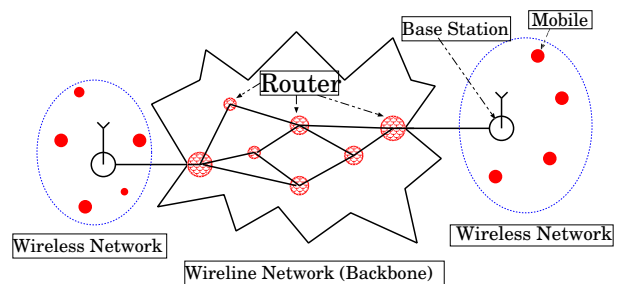 Mobile
Base Station
Router
Wireless Network
Wireless Network
Wireline Network (Backbone)